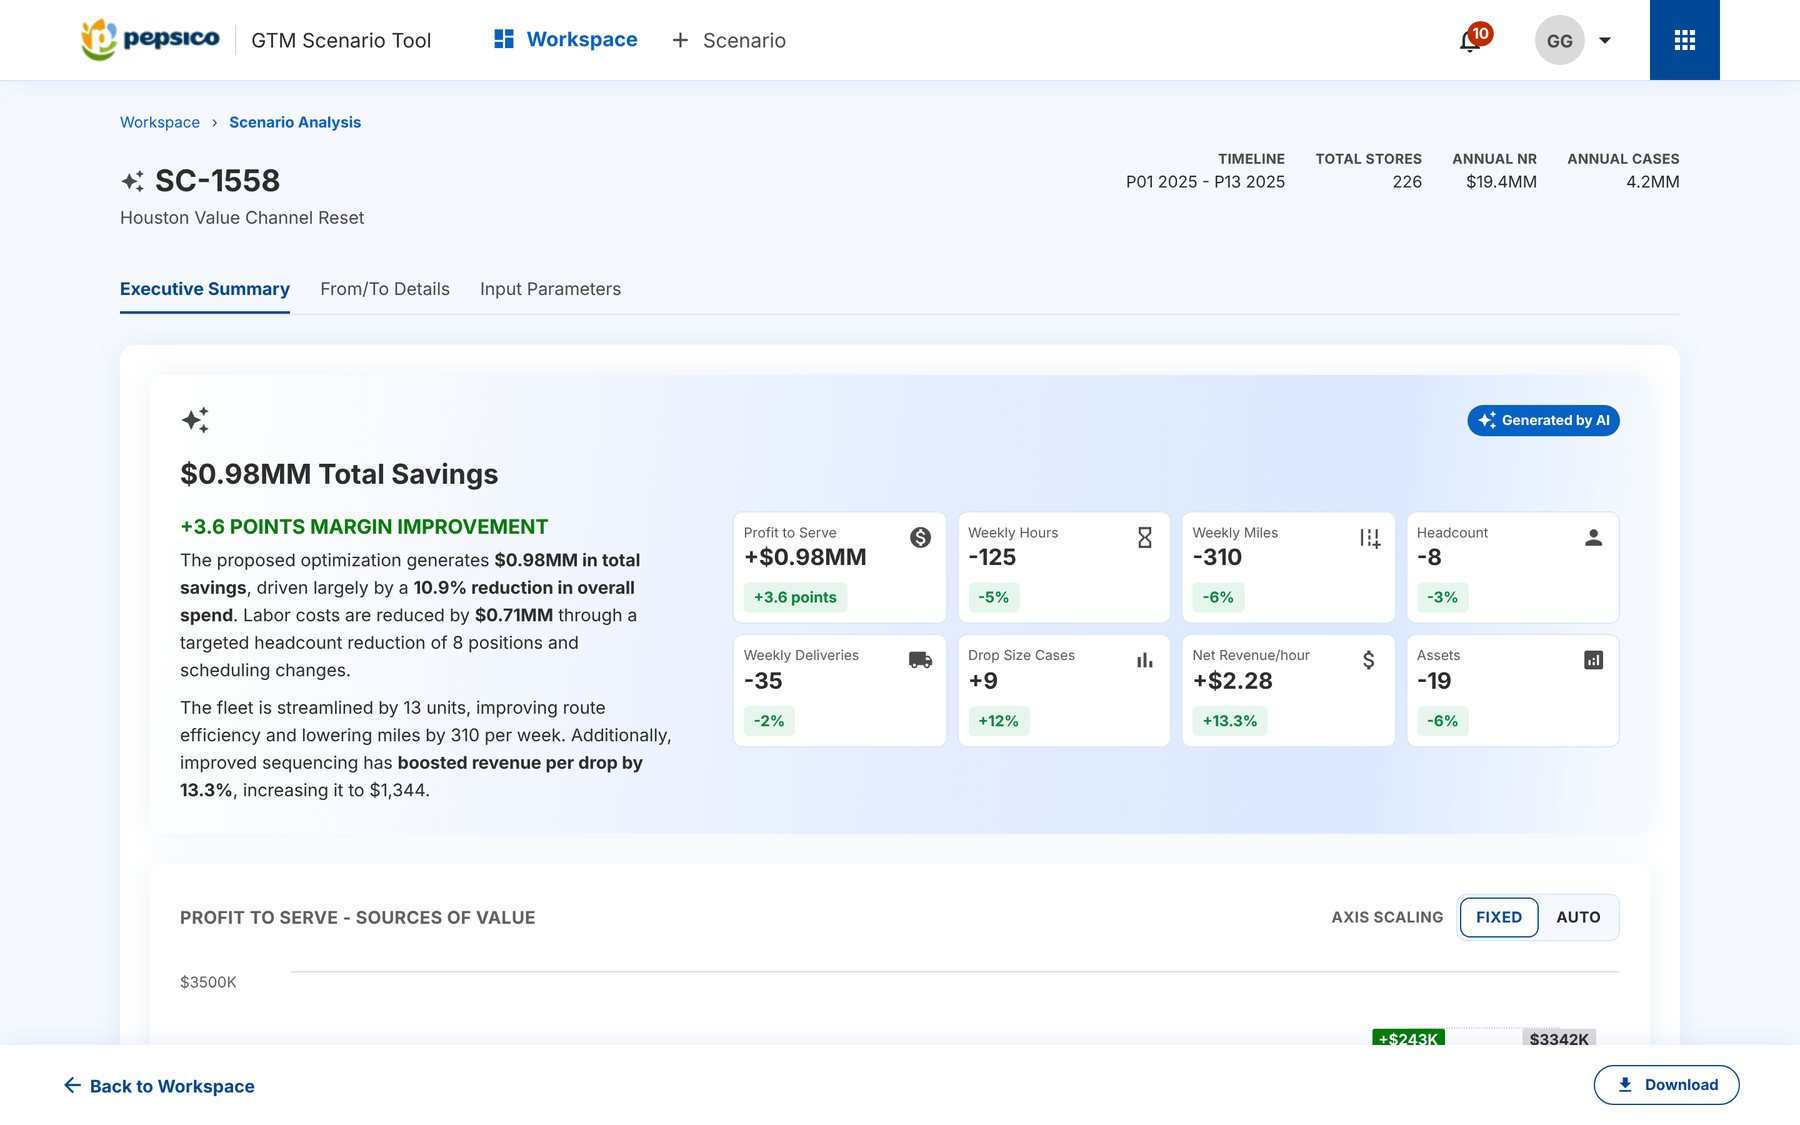 pepsico
GTM Scenario Tool
Workspace
Scenario
10
GG
Workspace › Scenario Analysis
SC-1558
Houston Value Channel Reset
TIMELINE
P01 2025 - P13 2025
TOTAL STORES
226
ANNUAL NR
$19.4MM
ANNUAL CASES
4.2MM
Executive Summary
From/To Details
Input Parameters
Generated by AI
$0.98MM Total Savings
+3.6 POINTS MARGIN IMPROVEMENT
The proposed optimization generates $0.98MM in total
savings, driven largely by a 10.9% reduction in overall
spend. Labor costs are reduced by $0.71MM through a
targeted headcount reduction of 8 positions and
scheduling changes.
The fleet is streamlined by 13 units, improving route
efficiency and lowering miles by 310 per week. Additionally,
improved sequencing has boosted revenue per drop by
13.3%, increasing it to $1,344.
Profit to Serve
+$0.98MM
+3.6 points
Weekly Hours
-125
-5%
Weekly Miles
-310
-6%
Headcount
-8
-3%
Weekly Deliveries
-35
-2%
Drop Size Cases
+9
+12%
Net Revenue/hour
+$2.28
+13.3%
Assets
-19
-6%
PROFIT TO SERVE - SOURCES OF VALUE
AXIS SCALING
FIXED
AUTO
$3500K
+$243K
$3342K
Back to Workspace
Download